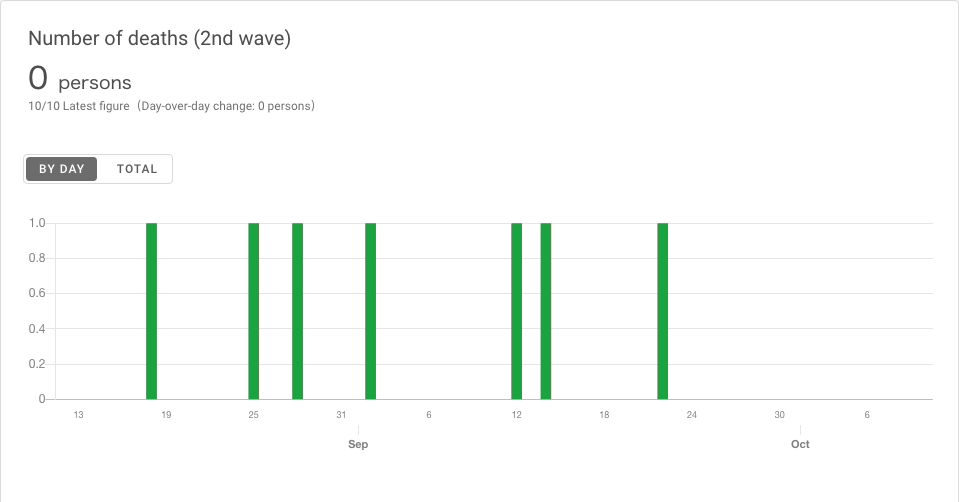 Number of deaths (2nd wave)
0 persons
10/10 Latest figure（Day-over-day change: 0 persons）
BY DAY TOTAL
1.0
0.8
0.6
0.4
0.2
0
13 19 25 31 6 12 18 24 30 6
Sep Oct